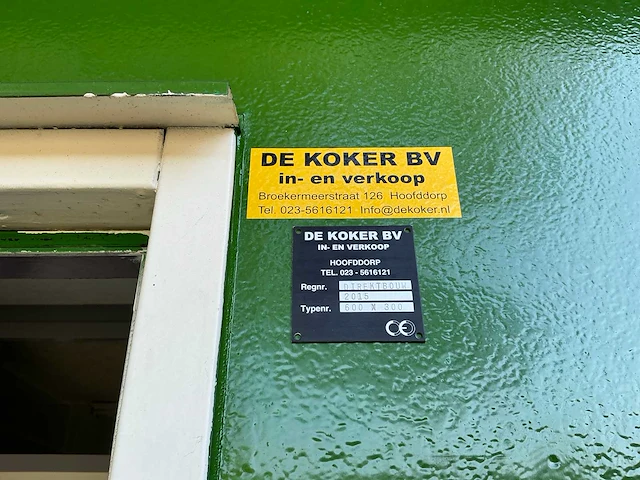 DE KOKER BV
in- en verkoop
Broekermeerstraat 126 Hoofddorp
Tel. 023-5616121 Info@dekoker.nl
DE KOKER BV
IN- EN VERKOOP
HOOFDDORP
TEL. 023 - 5616121
Regnr. DIREKTBOUW
2015
Typenr. 600 X 300
CE